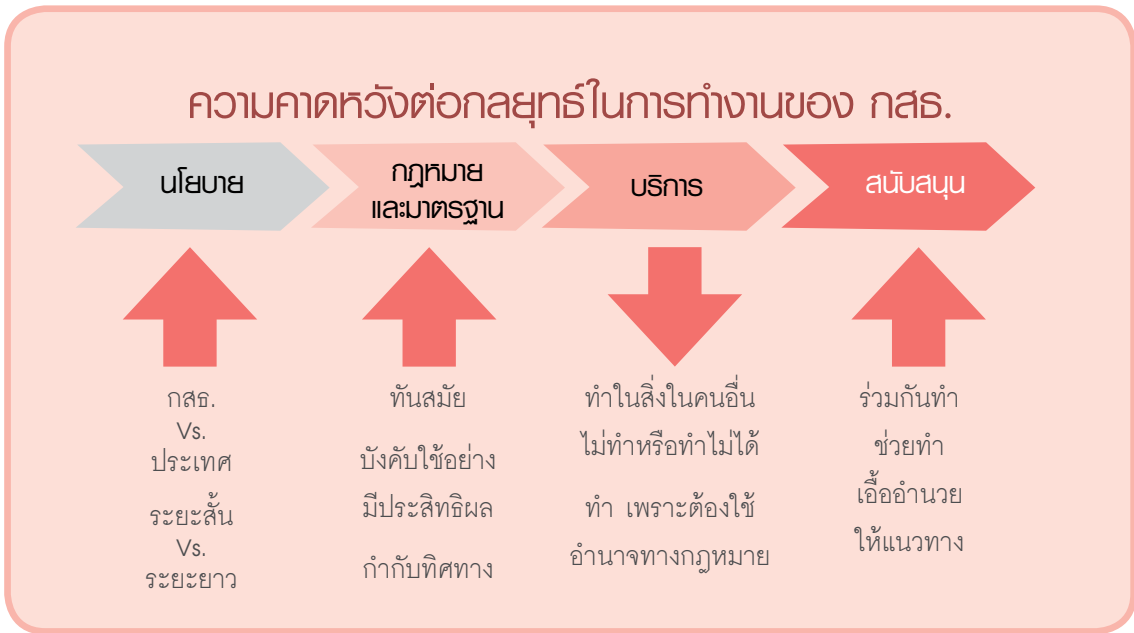 ความคาดหวังต่อกลยุทธ์ในการทำงานของ กสธ.
นโยบาย
กฎหมาย
และมาตรฐาน
บริการ
สนับสนุน
กสธ.
Vs.
ประเทศ
ระยะสั้น
Vs.
ระยะยาว
ทันสมัย
บังคับใช้อย่าง
มีประสิทธิผล
กำกับทิศทาง
ทำในสิ่งในคนอื่น
ไม่ทำหรือทำไม่ได้
ทำ เพราะต้องใช้
อำนาจทางกฎหมาย
ร่วมกันทำ
ช่วยทำ
เอื้ออำนวย
ให้แนวทาง